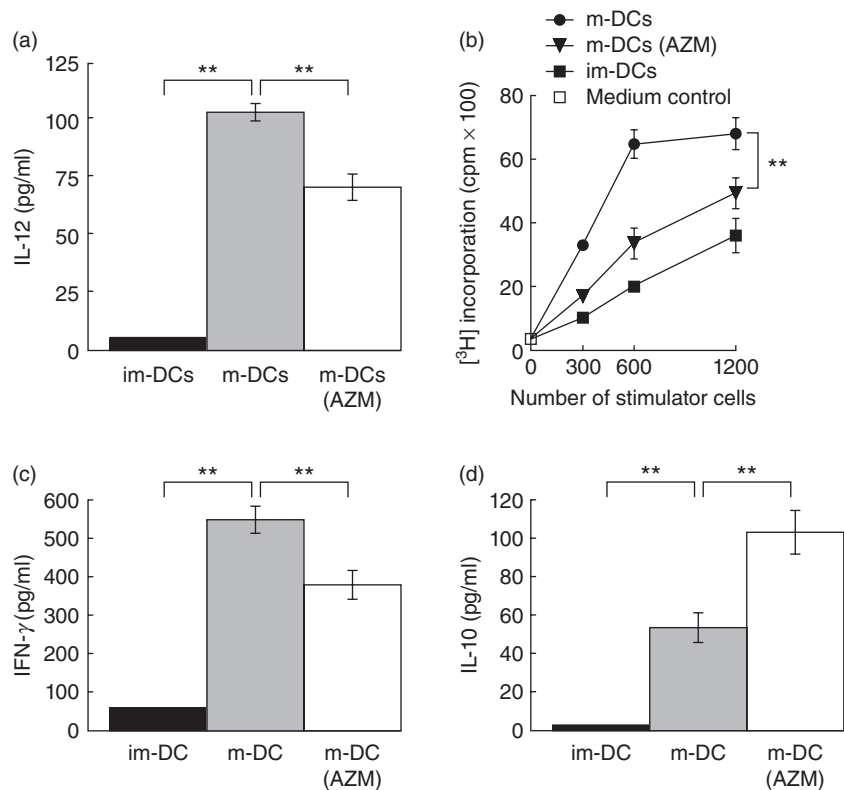 (a)
125
100
75
50
25
0
IL-12 (pg/ml)
** **
im-DCs m-DCs m-DCs
(AZM)
(b)
m-DCs
m-DCs (AZM)
im-DCs
Medium control
80
60
40
20
0
[³H] incorporation (cpm × 100)
**
0 300 600 1200
Number of stimulator cells
(c)
600
500
400
300
200
100
0
IFN-γ (pg/ml)
** **
im-DC m-DC m-DC
(AZM)
(d)
120
100
80
60
40
20
0
IL-10 (pg/ml)
** **
im-DC m-DC m-DC
(AZM)